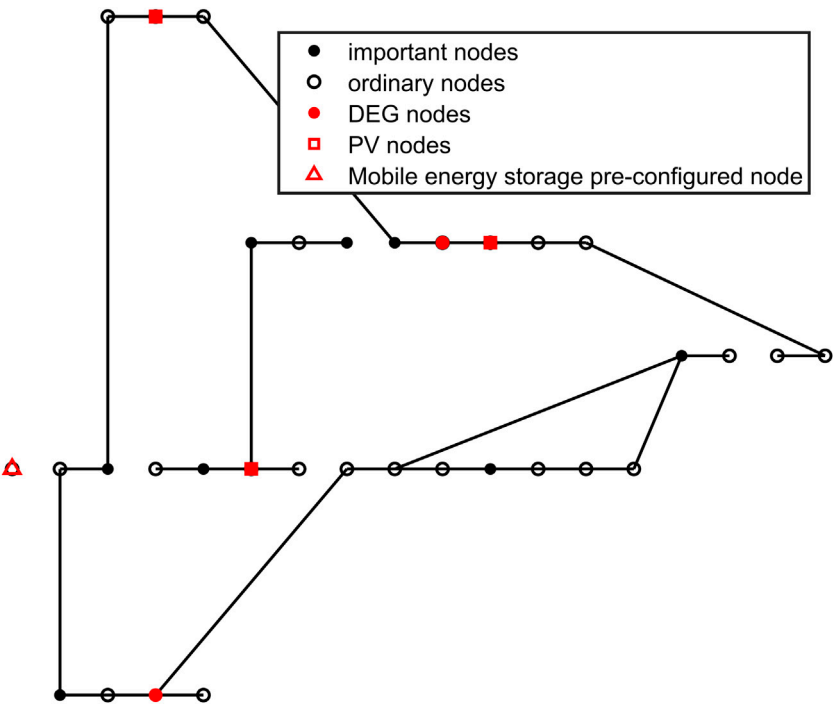 important nodes
ordinary nodes
DEG nodes
PV nodes
Mobile energy storage pre-configured node